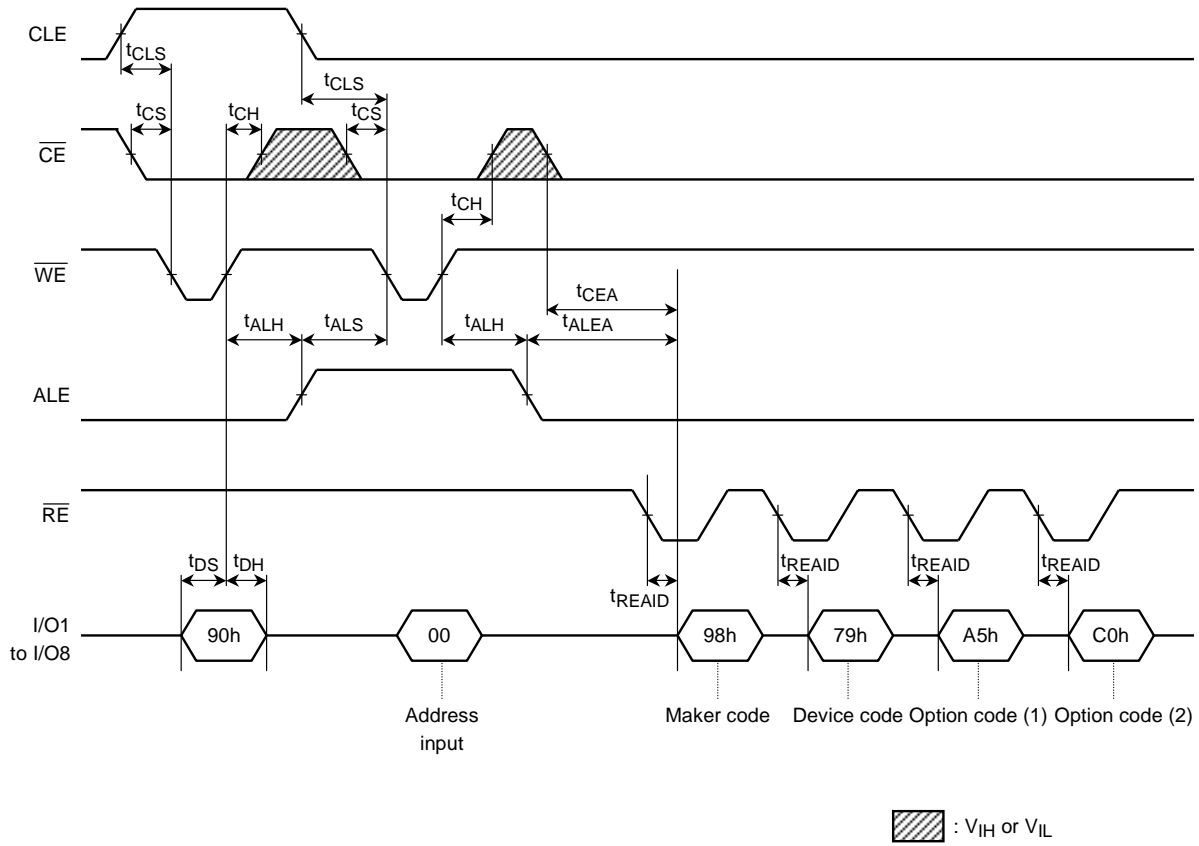 CLE
tCLS
tCLS
tCS
tCH
tCS
CE
tCH
WE
tCEA
tALH
tALS
tALH
tALEA
ALE
RE
tDS
tDH
tREAID
tREAID
tREAID
tREAID
I/O1
to I/O8
90h
00
98h
79h
A5h
C0h
Address
input
Maker code
Device code
Option code (1)
Option code (2)
: VIH or VIL